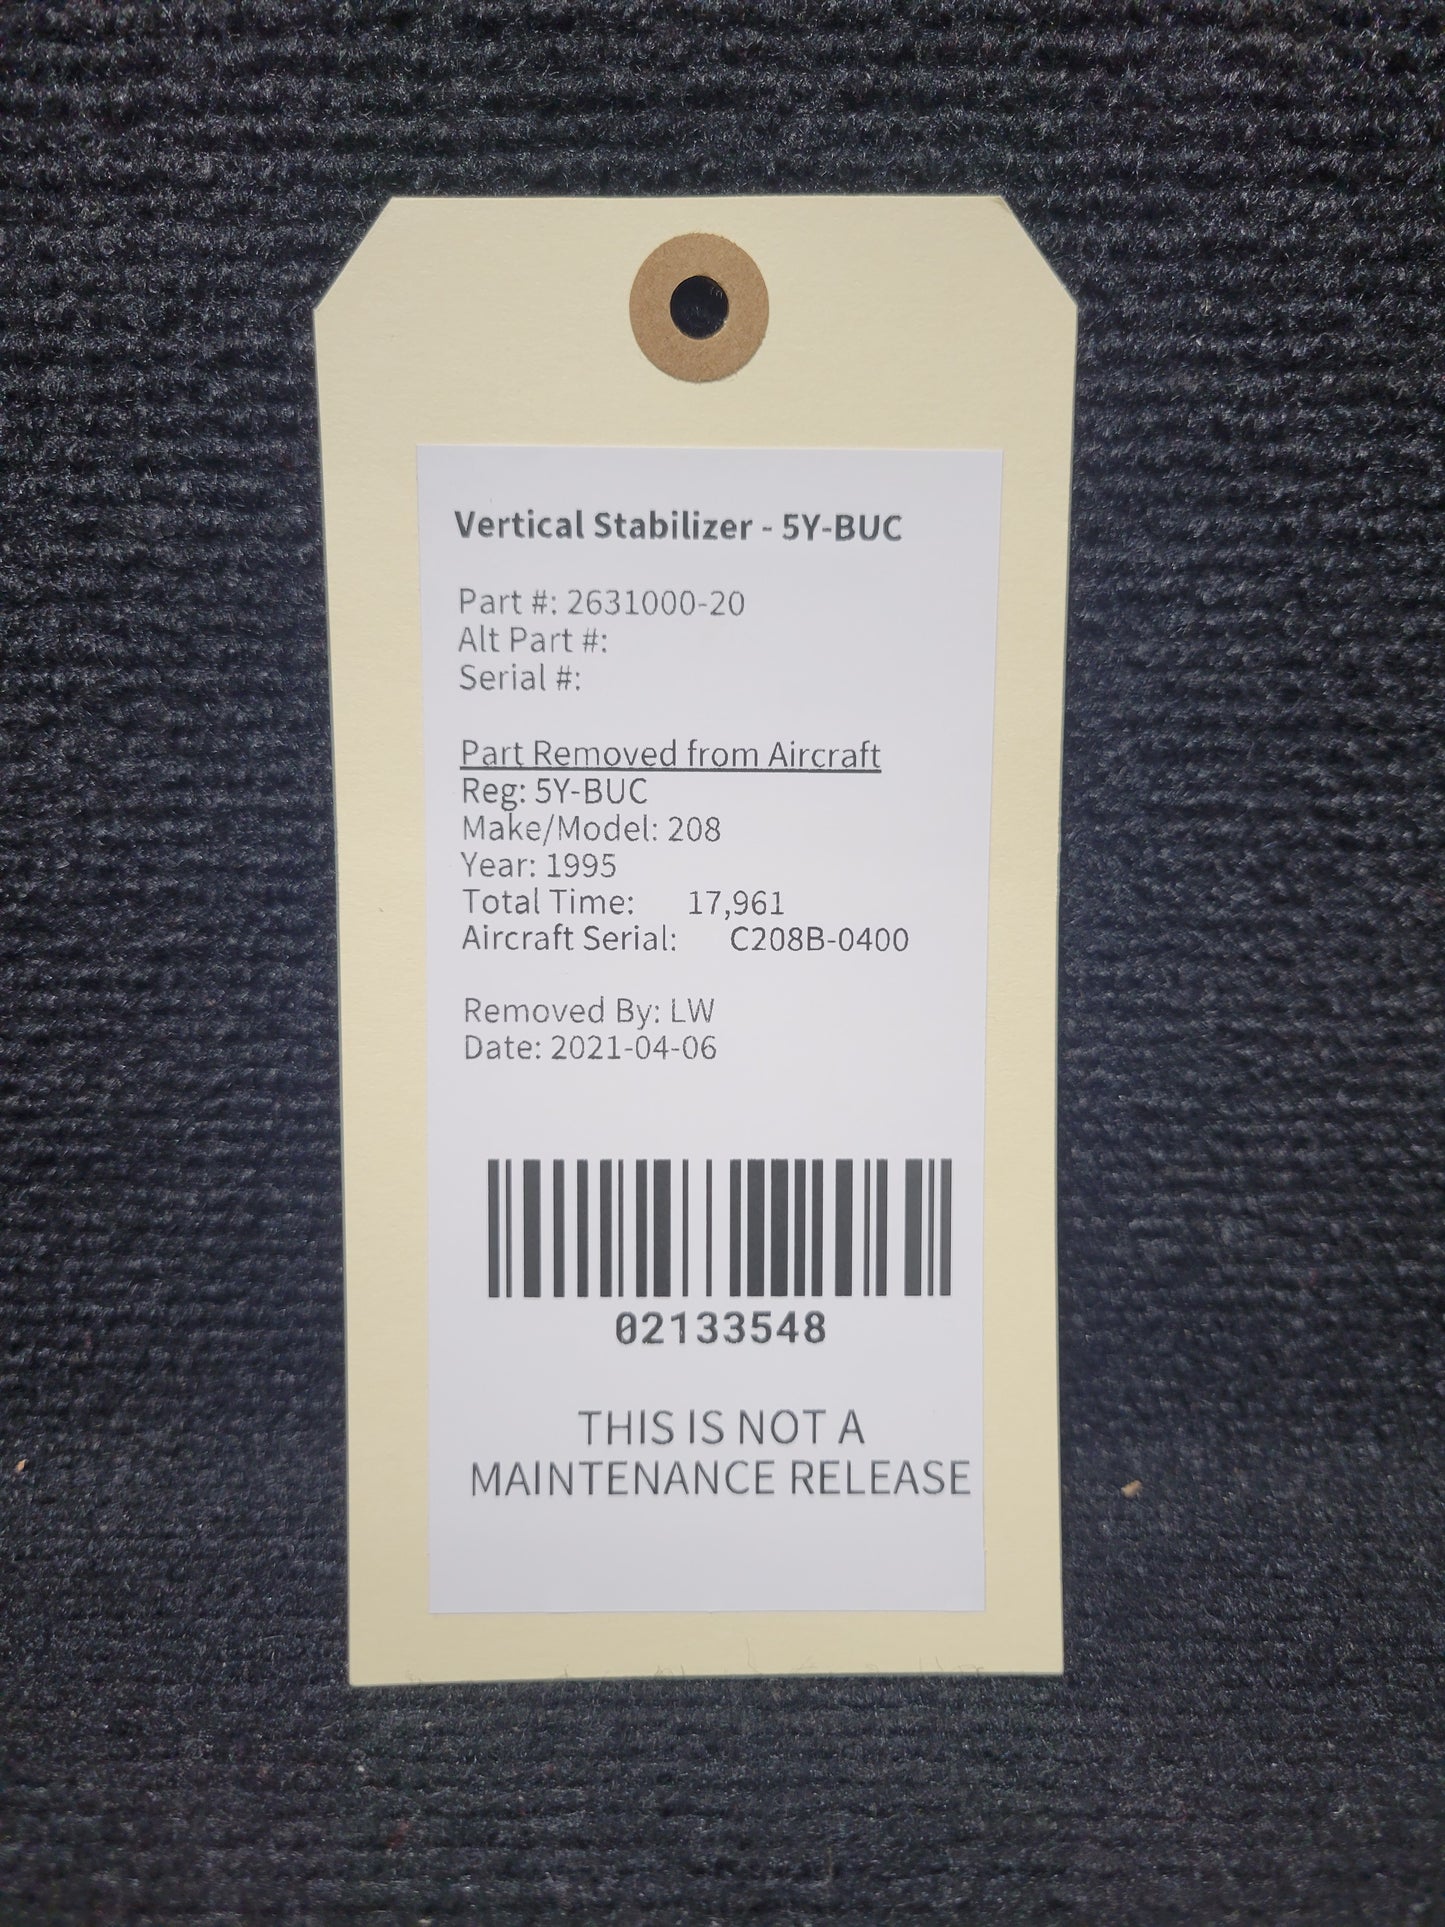 Vertical Stabilizer - 5Y-BUC
Part #: 2631000-20
Alt Part #:
Serial #:
Part Removed from Aircraft
Reg: 5Y-BUC
Make/Model: 208
Year: 1995
Total Time: 17,961
Aircraft Serial: C208B-0400
Removed By: LW
Date: 2021-04-06
02133548
THIS IS NOT A
MAINTENANCE RELEASE